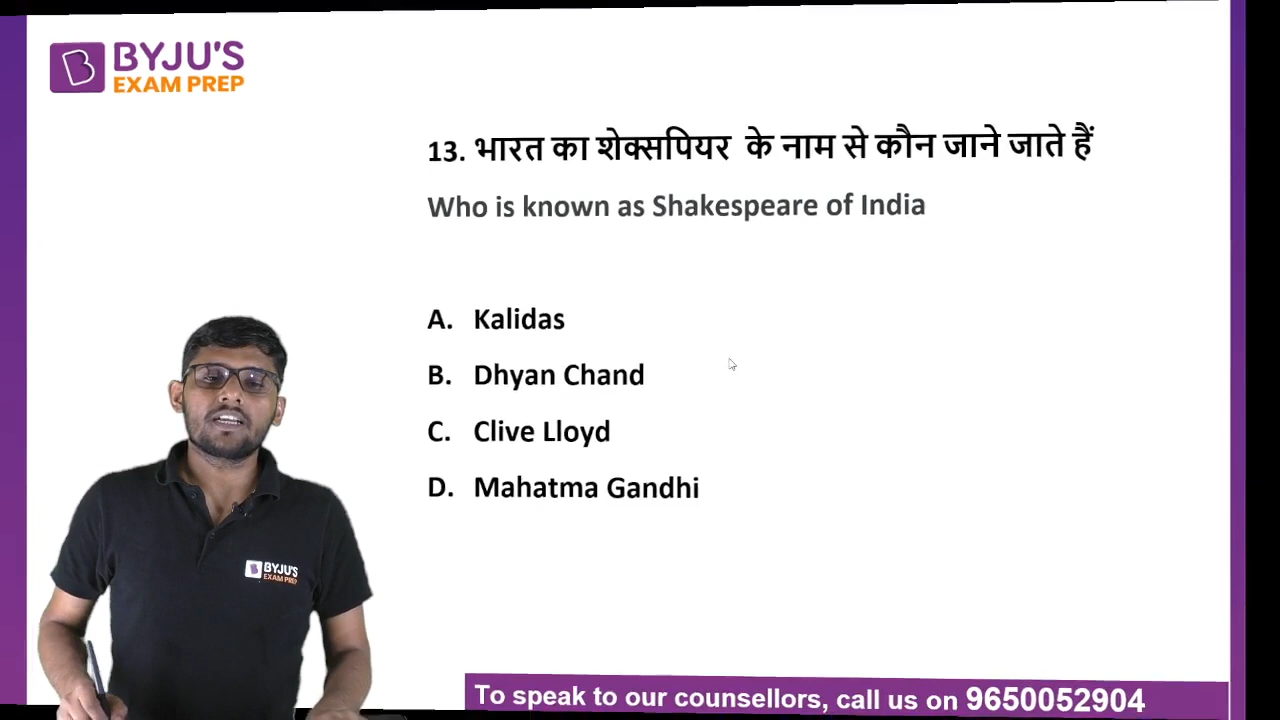 BYJU'S
EXAM PREP
13. भारत का शेक्सपियर के नाम से कौन जाने जाते हैं
Who is known as Shakespeare of India
A. Kalidas
B. Dhyan Chand
C. Clive Lloyd
D. Mahatma Gandhi
BYJU'S
EXAM PREP
To speak to our counsellors, call us on 9650052904